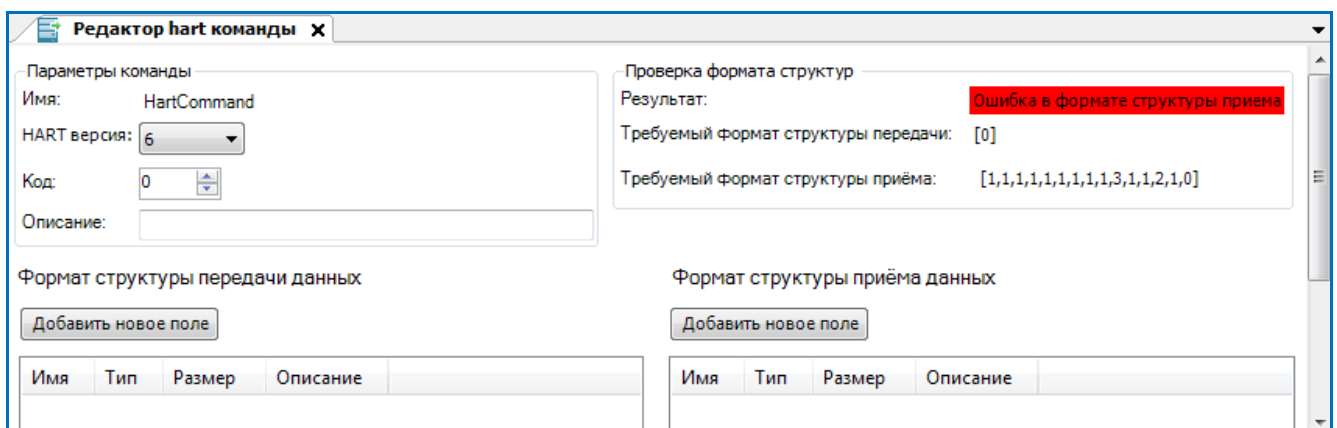 Редактор hart команды
Параметры команды
Имя: HartCommand
HART версия: 6
Код: 0
Описание:
Проверка формата структур
Результат: Ошибка в формате структуры приема
Требуемый формат структуры передачи: [0]
Требуемый формат структуры приёма: [1,1,1,1,1,1,1,1,1,3,1,1,2,1,0]
Формат структуры передачи данных
Добавить новое поле
Имя Тип Размер Описание
Формат структуры приёма данных
Добавить новое поле
Имя Тип Размер Описание